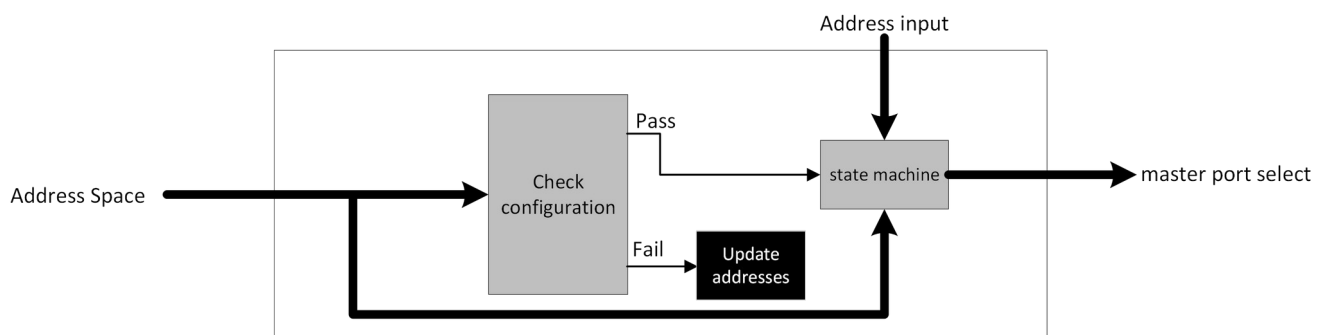 Address input
Pass
Address Space
Check
configuration
state machine
master port select
Fail
Update
addresses